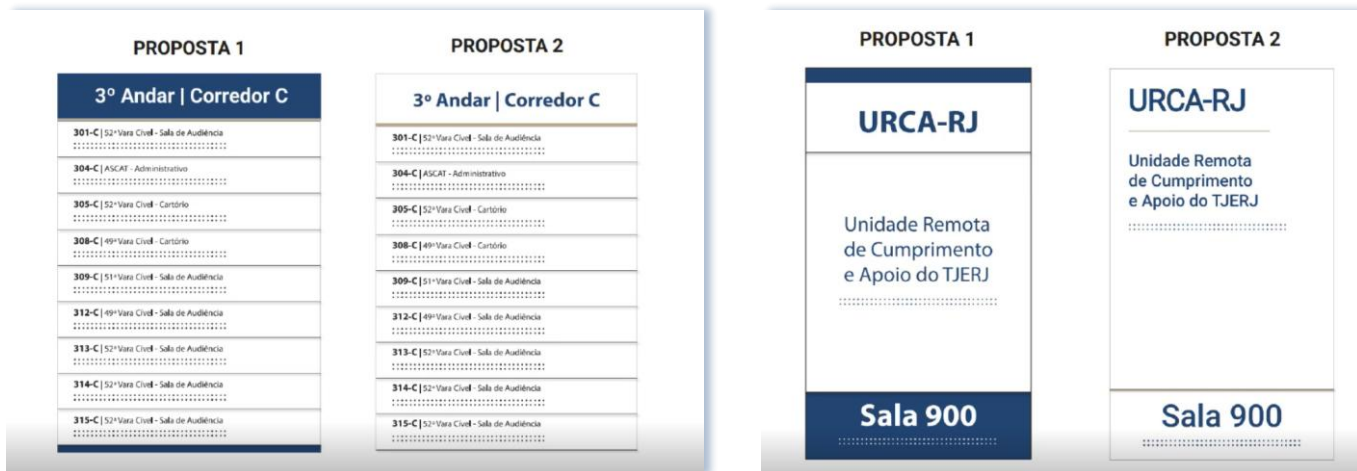 PROPOSTA 1
3º Andar | Corredor C
301-C | 52ª Vara Cível - Sala de Audiência
304-C | ASCAT - Administrativo
305-C | 52ª Vara Cível - Cartório
308-C | 49ª Vara Cível - Cartório
309-C | 51ª Vara Cível - Sala de Audiência
312-C | 49ª Vara Cível - Sala de Audiência
313-C | 52ª Vara Cível - Sala de Audiência
314-C | 52ª Vara Cível - Sala de Audiência
315-C | 52ª Vara Cível - Sala de Audiência
PROPOSTA 2
3º Andar | Corredor C
301-C | 52ª Vara Cível - Sala de Audiência
304-C | ASCAT - Administrativo
305-C | 52ª Vara Cível - Cartório
308-C | 49ª Vara Cível - Cartório
309-C | 51ª Vara Cível - Sala de Audiência
312-C | 49ª Vara Cível - Sala de Audiência
313-C | 52ª Vara Cível - Sala de Audiência
314-C | 52ª Vara Cível - Sala de Audiência
315-C | 52ª Vara Cível - Sala de Audiência
PROPOSTA 1
URCA-RJ
Unidade Remota
de Cumprimento
e Apoio do TJERJ
Sala 900
PROPOSTA 2
URCA-RJ
Unidade Remota
de Cumprimento
e Apoio do TJERJ
Sala 900